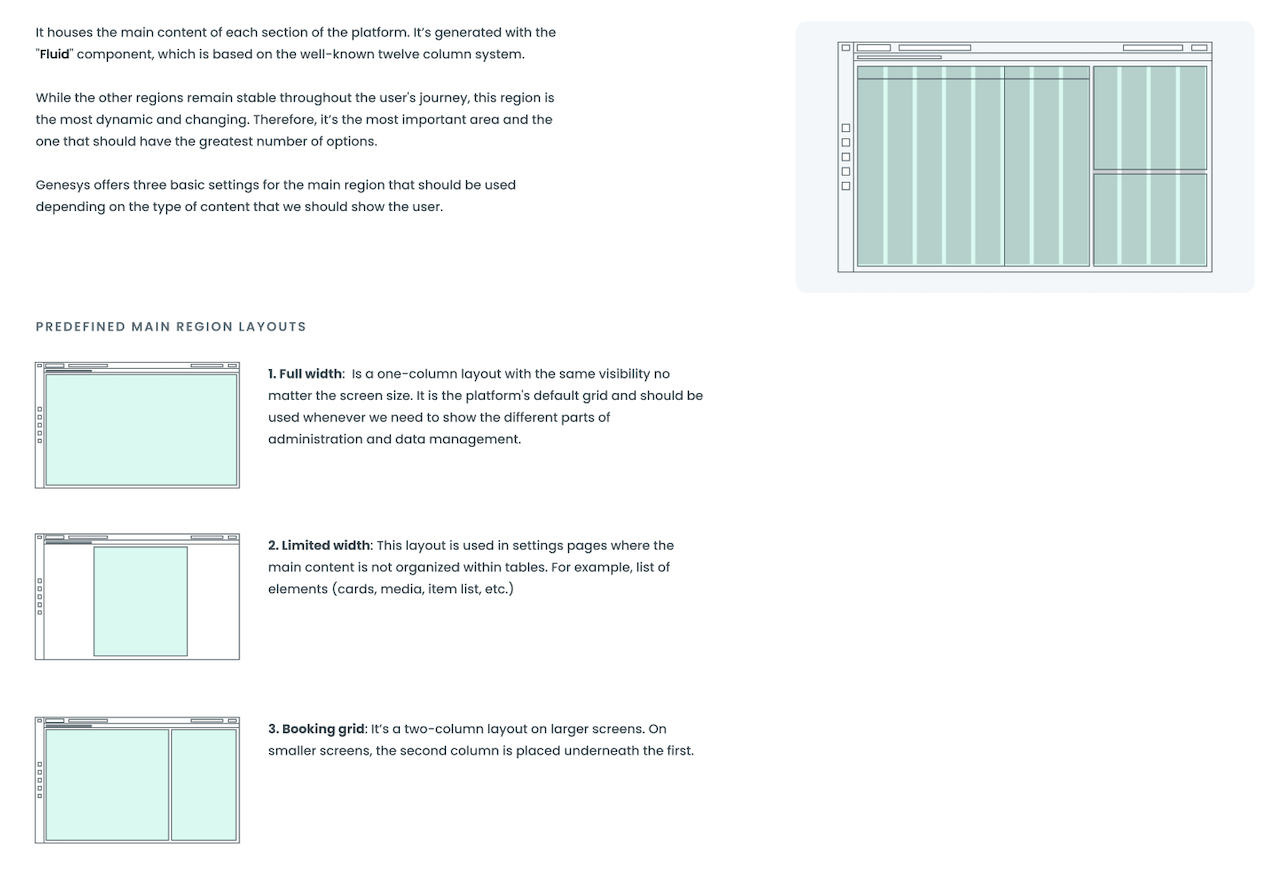 It houses the main content of each section of the platform. It’s generated with the
"Fluid" component, which is based on the well-known twelve column system.
While the other regions remain stable throughout the user's journey, this region is
the most dynamic and changing. Therefore, it’s the most important area and the
one that should have the greatest number of options.
Genesys offers three basic settings for the main region that should be used
depending on the type of content that we should show the user.
PREDEFINED MAIN REGION LAYOUTS
1. Full width: Is a one-column layout with the same visibility no
matter the screen size. It is the platform's default grid and should be
used whenever we need to show the different parts of
administration and data management.
2. Limited width: This layout is used in settings pages where the
main content is not organized within tables. For example, list of
elements (cards, media, item list, etc.)
3. Booking grid: It’s a two-column layout on larger screens. On
smaller screens, the second column is placed underneath the first.